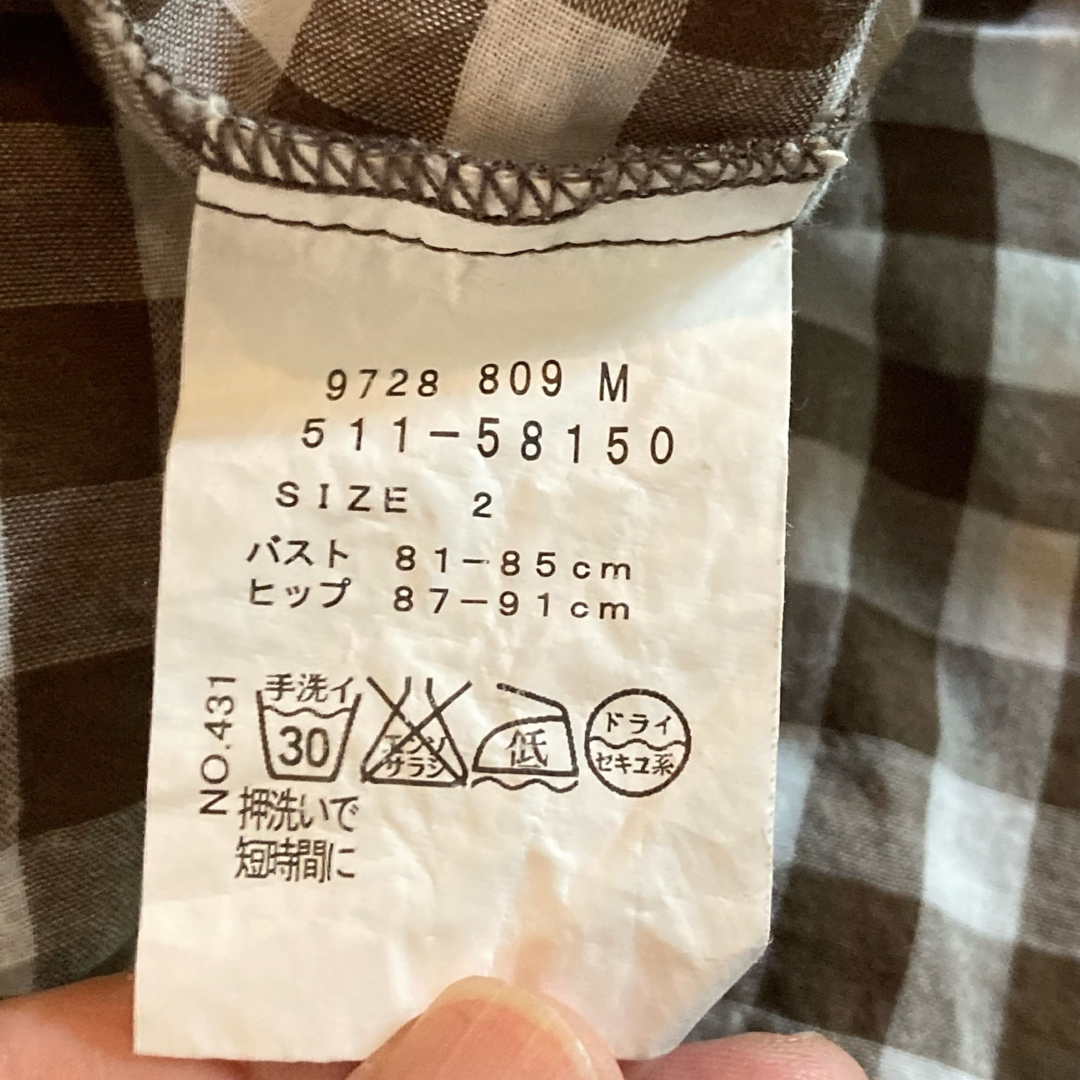 9728 809 M
511-58150
SIZE 2
バスト 81-85cm
ヒップ 87-91cm
NO.431
手洗イ
30
エンソ
サラシ
低
ドライ
セキユ系
押洗いで
短時間に